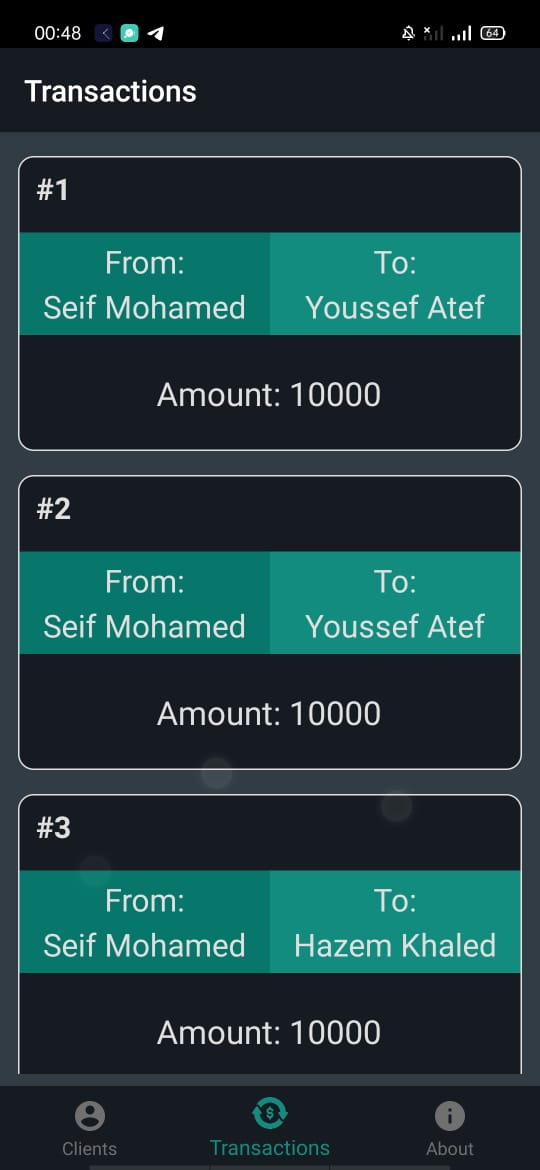 00:48
64
Transactions
#1
From:
Seif Mohamed
To:
Youssef Atef
Amount: 10000
#2
From:
Seif Mohamed
To:
Youssef Atef
Amount: 10000
#3
From:
Seif Mohamed
To:
Hazem Khaled
Amount: 10000
Clients
Transactions
About